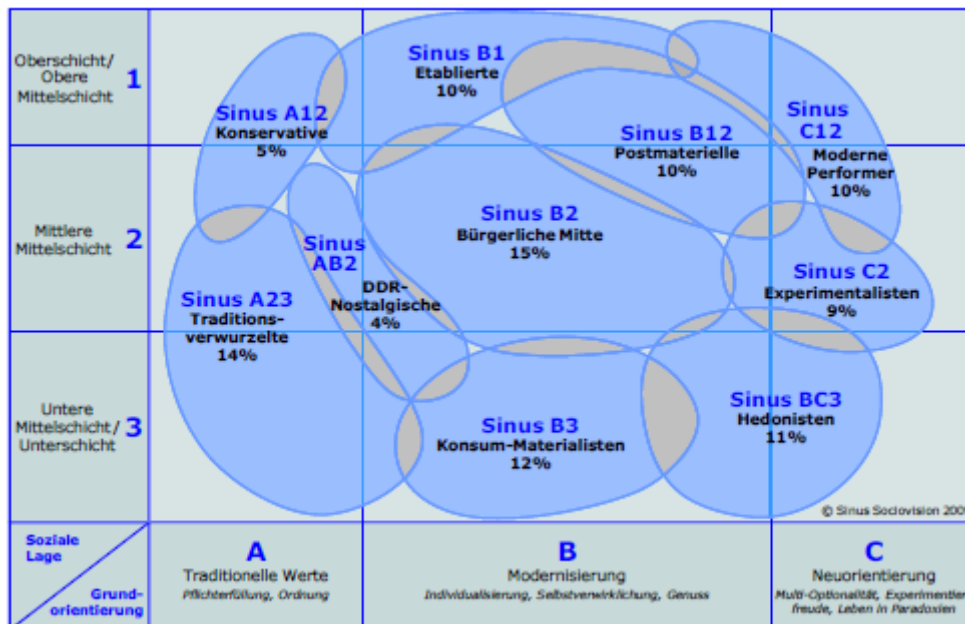 Oberschicht/
Obere
Mittelschicht
1
Mittlere
Mittelschicht
2
Untere
Mittelschicht/
Unterschicht
3
Sinus B1
Etablierte
10%
Sinus A12
Konservative
5%
Sinus B12
Postmaterielle
10%
Sinus
C12
Moderne
Performer
10%
Sinus B2
Bürgerliche Mitte
15%
Sinus
AB2
DDR-
Nostalgische
4%
Sinus A23
Traditions-
verwurzelte
14%
Sinus C2
Experimentalisten
9%
Sinus B3
Konsum-Materialisten
12%
Sinus BC3
Hedonisten
11%
© Sinus Sociovision
Soziale
Lage
Grund-
orientierung
A
Traditionelle Werte
Pflichterfüllung, Ordnung
B
Modernisierung
Individualisierung, Selbstverwirklichung, Genuss
C
Neuorientierung
Multi-Optionalität, Experimentier
freude, Leben in Paradoxien